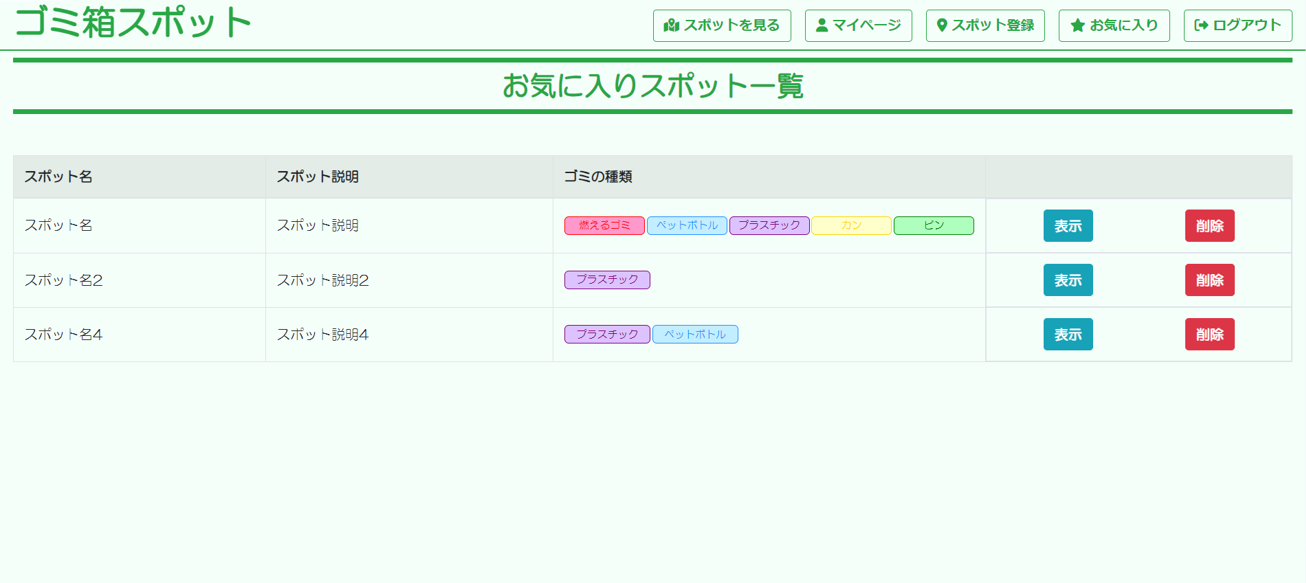 ゴミ箱スポット
スポットを見る マイページ スポット登録 お気に入り ログアウト
お気に入りスポット一覧
スポット名 スポット説明 ゴミの種類
スポット名 スポット説明 燃えるゴミ ペットボトル プラスチック カン ビン 表示 削除
スポット名2 スポット説明2 プラスチック 表示 削除
スポット名4 スポット説明4 プラスチック ペットボトル 表示 削除